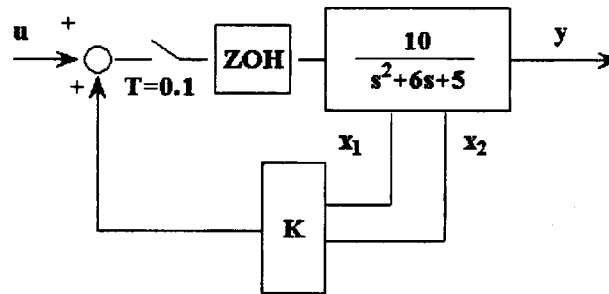 u
+
+
T=0.1
ZOH
10
s²+6s+5
y
x₁
x₂
K